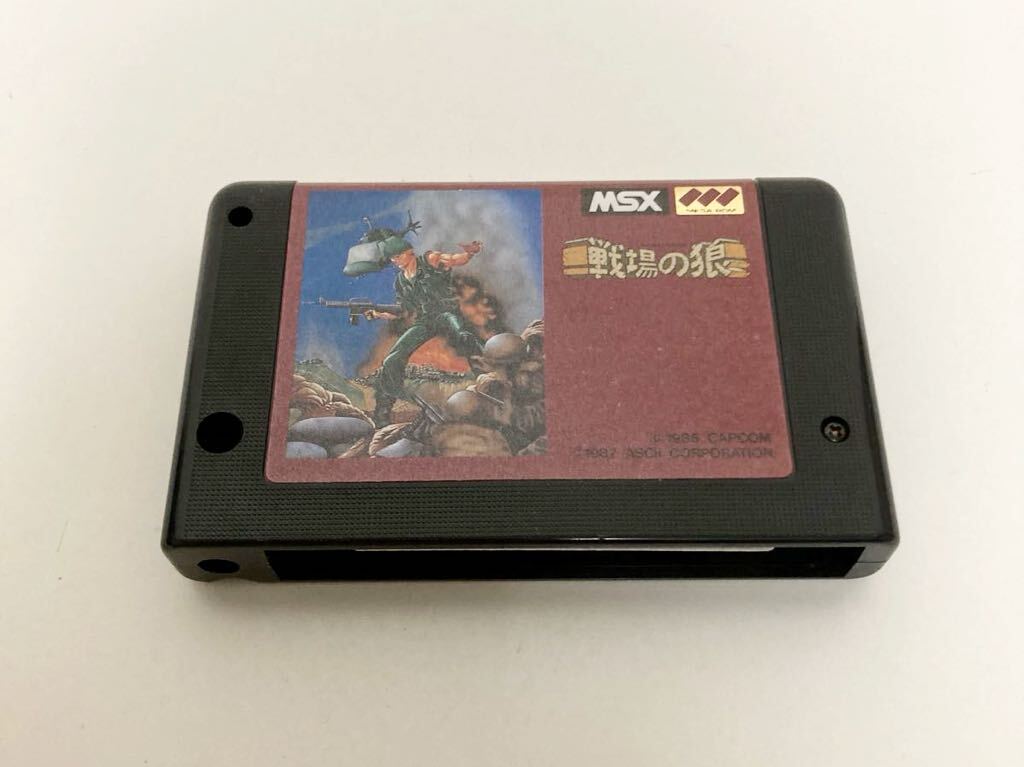 MSX
MEGA ROM
戦場の狼
© 1985 CAPCOM
© 1987 ASCII CORPORATION